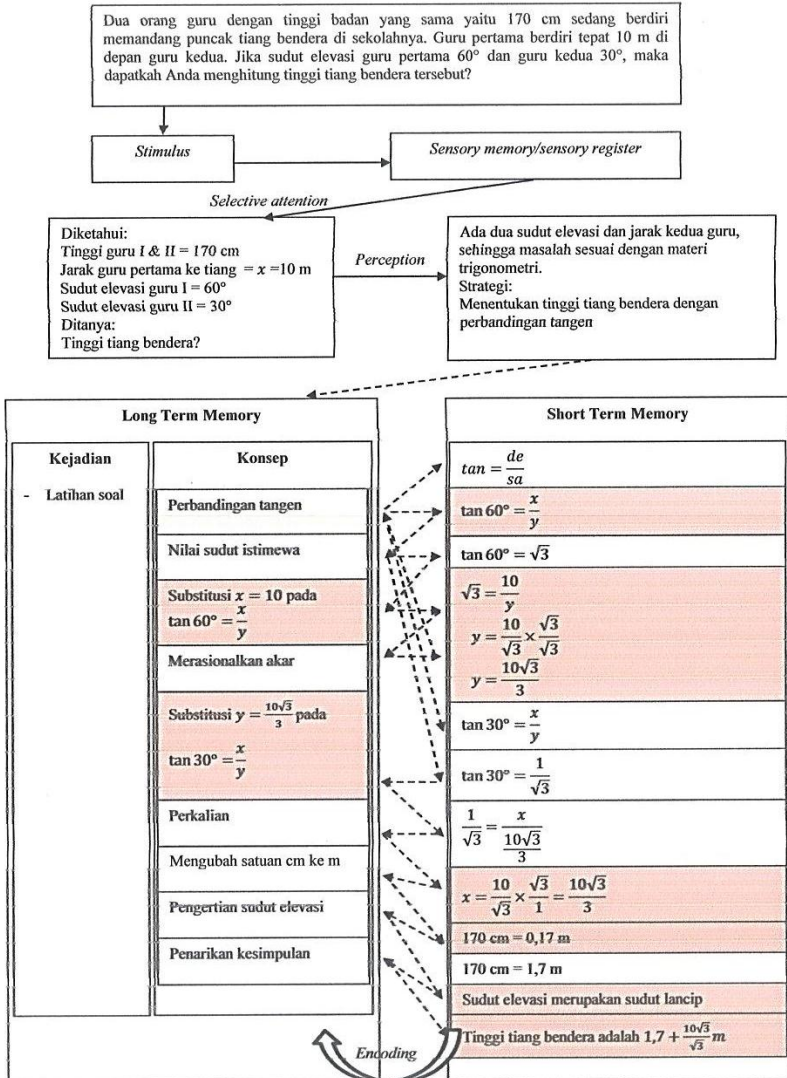 Dua orang guru dengan tinggi badan yang sama yaitu 170 cm sedang berdiri
memandang puncak tiang bendera di sekolahnya. Guru pertama berdiri tepat 10 m di
depan guru kedua. Jika sudut elevasi guru pertama 60° dan guru kedua 30°, maka
dapatkah Anda menghitung tinggi tiang bendera tersebut?
Stimulus
Sensory memory/sensory register
Selective attention
Diketahui:
Tinggi guru I & II = 170 cm
Jarak guru pertama ke tiang = x =10 m
Sudut elevasi guru I = 60°
Sudut elevasi guru II = 30°
Ditanya:
Tinggi tiang bendera?
Perception
Ada dua sudut elevasi dan jarak kedua guru,
sehingga masalah sesuai dengan materi
trigonometri.
Strategi:
Menentukan tinggi tiang bendera dengan
perbandingan tangen
Long Term Memory
Kejadian
- Latihan soal
Konsep
Perbandingan tangen
Nilai sudut istimewa
Substitusi x = 10 pada
tan 60° = x/y
Merasionalkan akar
Substitusi y = 10√3/3 pada
tan 30° = x/y
Perkalian
Mengubah satuan cm ke m
Pengertian sudut elevasi
Penarikan kesimpulan
Short Term Memory
tan = de/sa
tan 60° = x/y
tan 60° = √3
√3 = 10/y
y = 10/√3 × √3/√3
y = 10√3/3
tan 30° = x/y
tan 30° = 1/√3
1/√3 = x/(10√3/3)
x = 10/√3 × √3/1 = 10√3/3
170 cm = 0,17 m
170 cm = 1,7 m
Sudut elevasi merupakan sudut lancip
Tinggi tiang bendera adalah 1,7 + 10√3/√3 m
Encoding